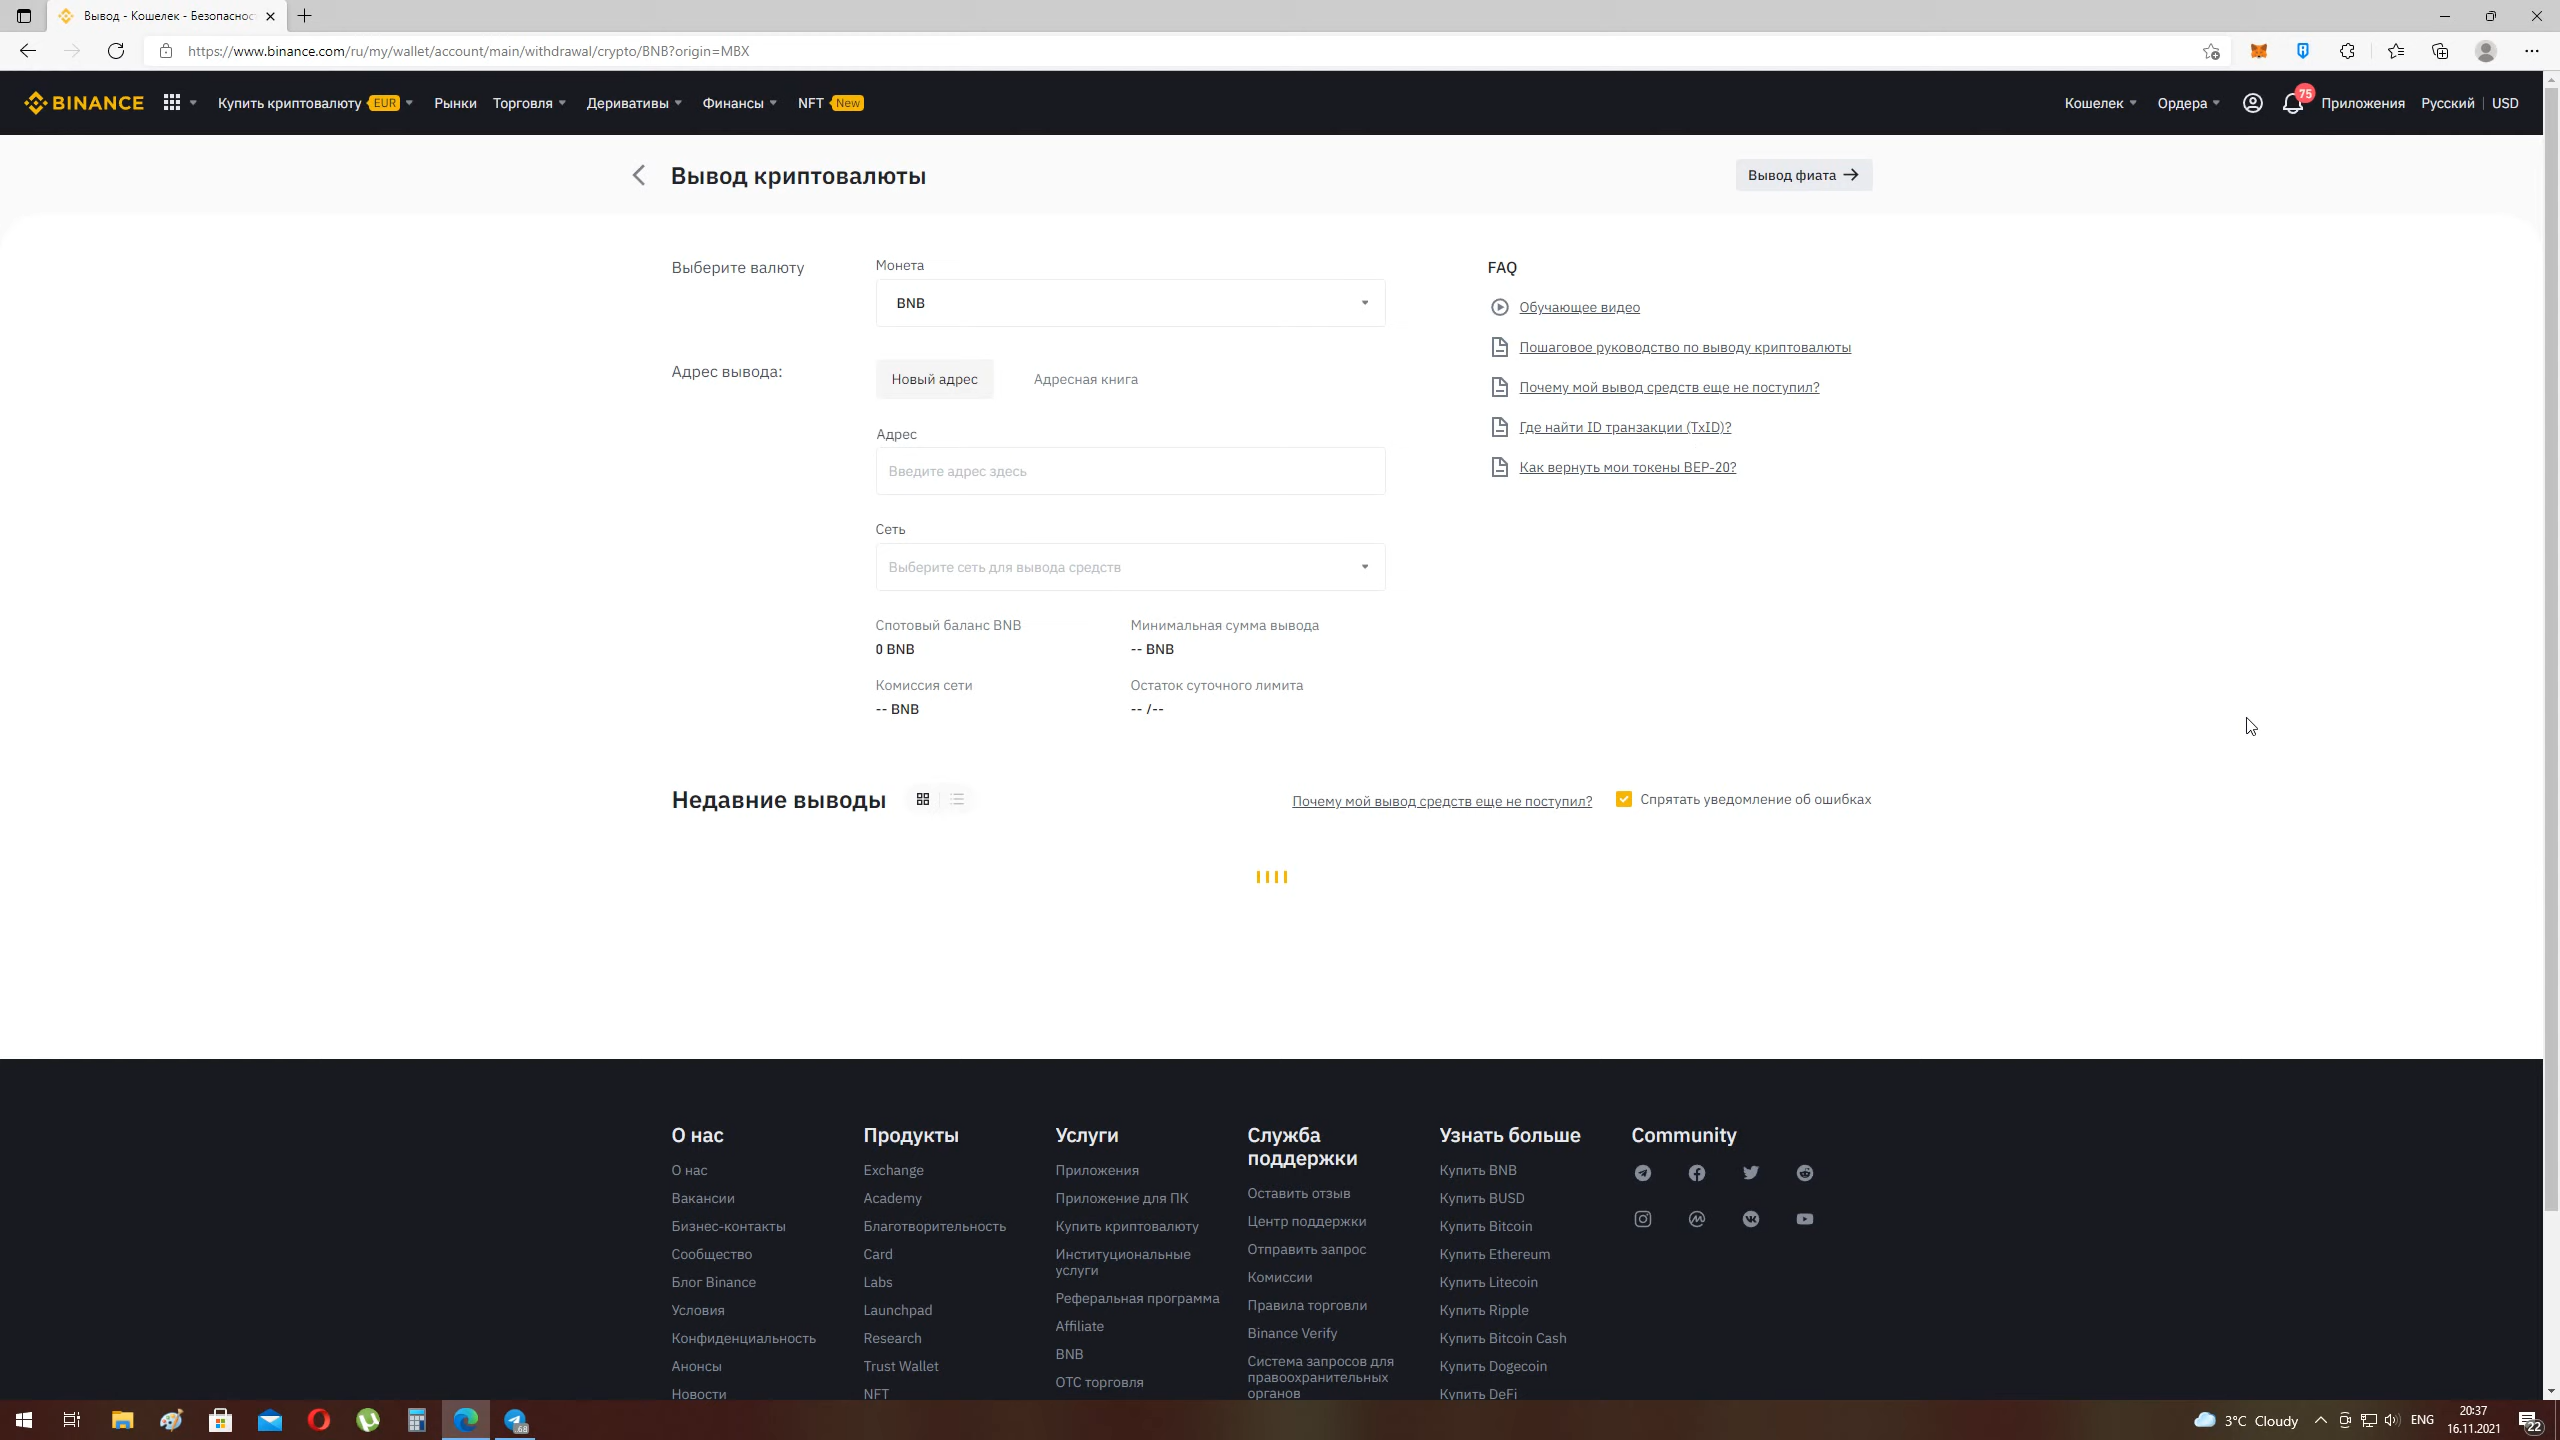 Вывод - Кошелек - Безопаснос
https://www.binance.com/ru/my/wallet/account/main/withdrawal/crypto/BNB?origin=MBX
BINANCE Купить криптовалюту EUR Рынки Торговля Деривативы Финансы NFT New Кошелек Ордера 75 Приложения Русский USD
Вывод криптовалюты
Вывод фиата
Выберите валюту
Монета
BNB
Адрес вывода:
Новый адрес
Адресная книга
Адрес
Введите адрес здесь
Сеть
Выберите сеть для вывода средств
Спотовый баланс BNB
0 BNB
Минимальная сумма вывода
-- BNB
Комиссия сети
-- BNB
Остаток суточного лимита
-- /--
FAQ
Обучающее видео
Пошаговое руководство по выводу криптовалюты
Почему мой вывод средств еще не поступил?
Где найти ID транзакции (TxID)?
Как вернуть мои токены BEP-20?
Недавние выводы
Почему мой вывод средств еще не поступил?
Спрятать уведомление об ошибках
О нас
О нас
Вакансии
Бизнес-контакты
Сообщество
Блог Binance
Условия
Конфиденциальность
Анонсы
Новости
Продукты
Exchange
Academy
Благотворительность
Card
Labs
Launchpad
Research
Trust Wallet
NFT
Услуги
Приложения
Приложение для ПК
Купить криптовалюту
Институциональные
услуги
Реферальная программа
Affiliate
BNB
OTC торговля
Служба
поддержки
Оставить отзыв
Центр поддержки
Отправить запрос
Комиссии
Правила торговли
Binance Verify
Система запросов для
правоохранительных
органов
Узнать больше
Купить BNB
Купить BUSD
Купить Bitcoin
Купить Ethereum
Купить Litecoin
Купить Ripple
Купить Bitcoin Cash
Купить Dogecoin
Купить DeFi
Community
68
3°C Cloudy
ENG
20:37
16.11.2021
22